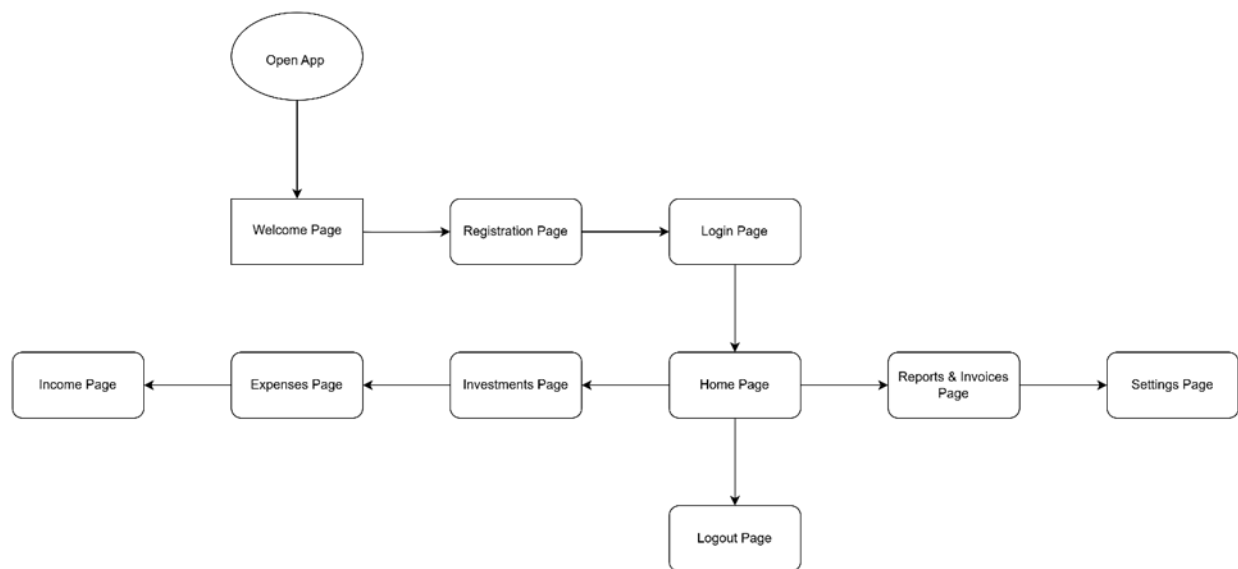 Open App
Welcome Page
Registration Page
Login Page
Income Page
Expenses Page
Investments Page
Home Page
Reports & Invoices
Page
Settings Page
Logout Page